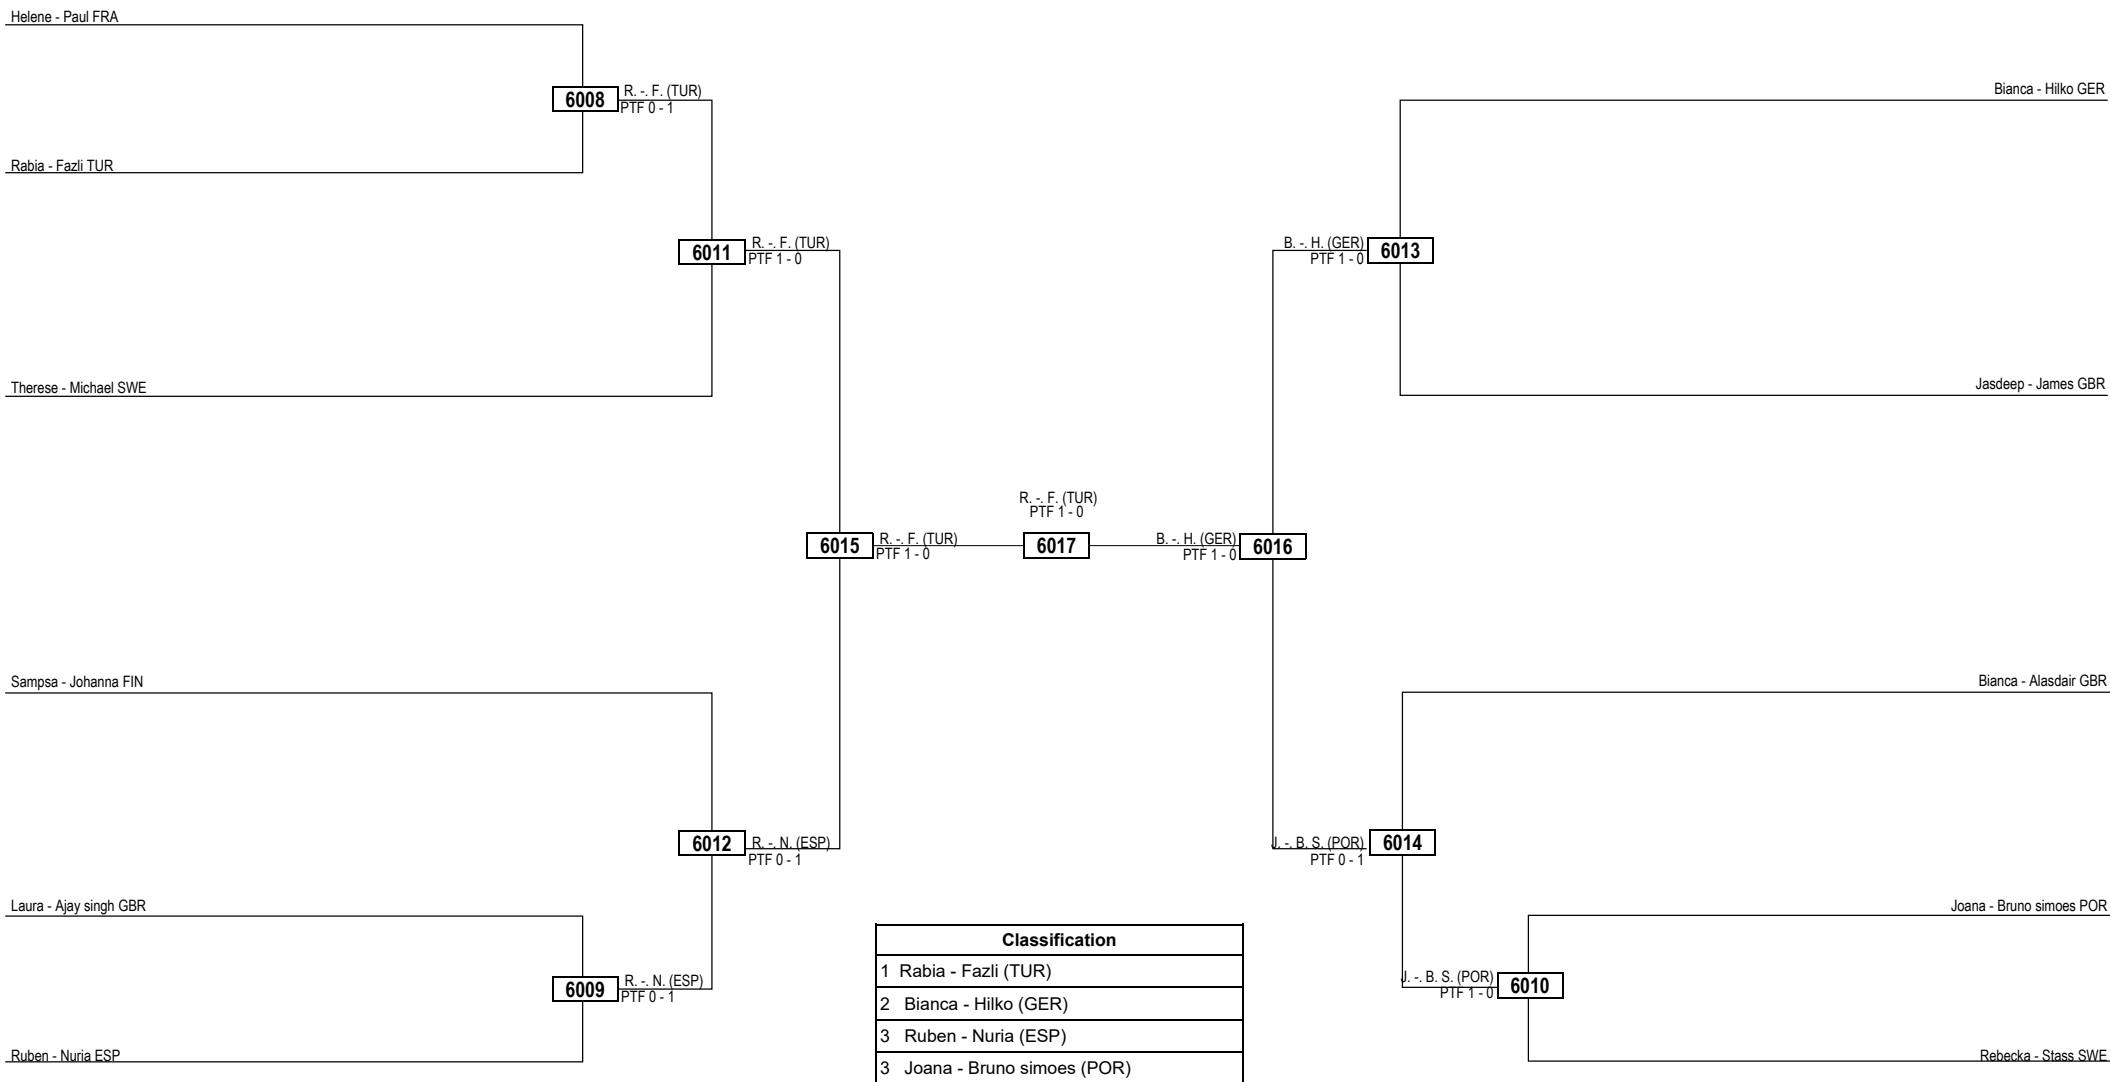 Helene - Paul FRA
6008
R. -. F. (TUR)
PTF 0 - 1
Rabia - Fazli TUR
6011
R. -. F. (TUR)
PTF 1 - 0
Therese - Michael SWE
Bianca - Hilko GER
B. -. H. (GER)
PTF 1 - 0
6013
Jasdeep - James GBR
R. -. F. (TUR)
PTF 1 - 0
6015
R. -. F. (TUR)
PTF 1 - 0
6017
B. -. H. (GER)
PTF 1 - 0
6016
Sampsa - Johanna FIN
6012
R. -. N. (ESP)
PTF 0 - 1
Laura - Ajay singh GBR
6009
R. -. N. (ESP)
PTF 0 - 1
Ruben - Nuria ESP
Bianca - Alasdair GBR
J. -. B. S. (POR)
PTF 0 - 1
6014
Joana - Bruno simoes POR
J. -. B. S. (POR)
PTF 1 - 0
6010
Rebecka - Stass SWE
Classification
1 Rabia - Fazli (TUR)
2 Bianca - Hilko (GER)
3 Ruben - Nuria (ESP)
3 Joana - Bruno simoes (POR)